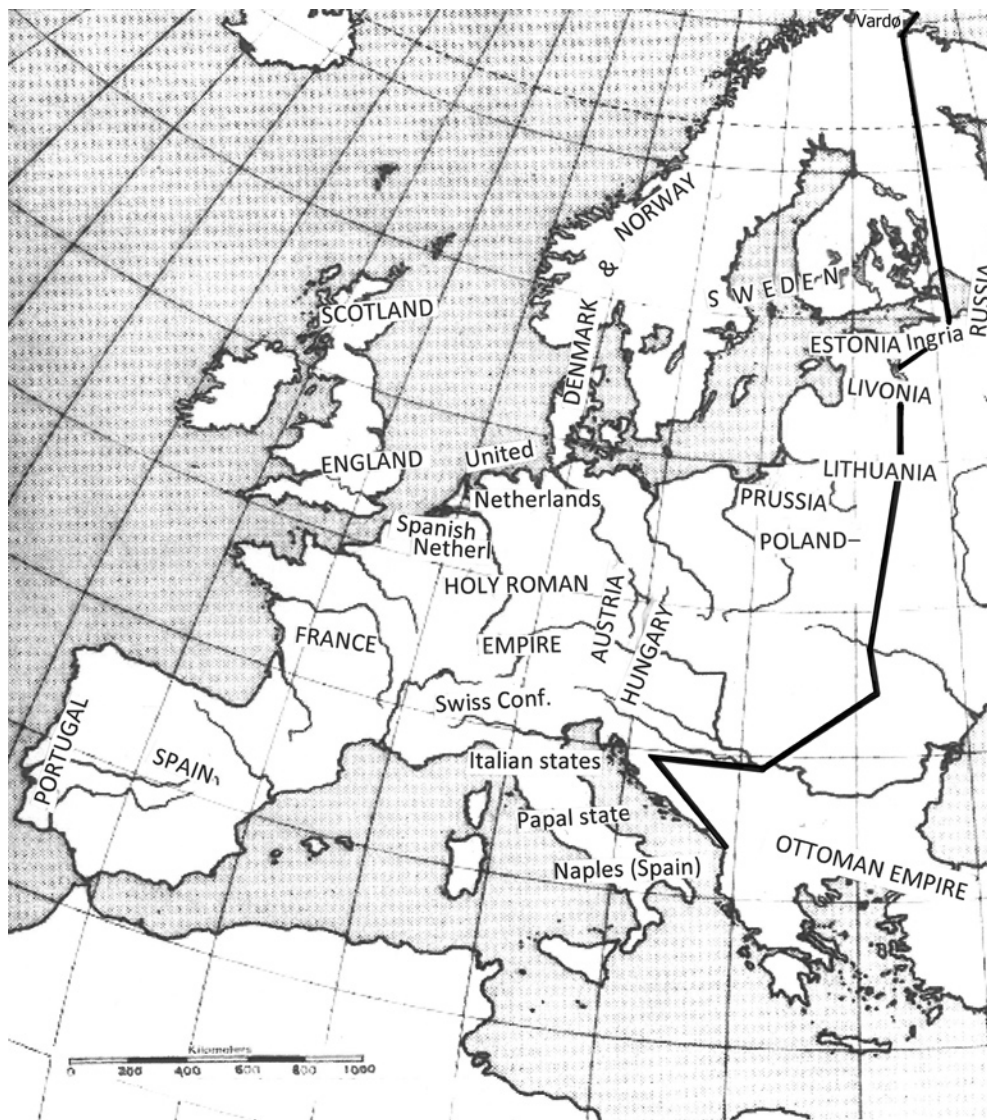 Vardø
NORWAY
&
DENMARK
SWEDEN
RUSSIA
SCOTLAND
ESTONIA Ingria
LIVONIA
ENGLAND
United
Netherlands
LITHUANIA
PRUSSIA
Spanish
Netherl
POLAND–
HOLY ROMAN
EMPIRE
AUSTRIA
HUNGARY
FRANCE
Swiss Conf.
PORTUGAL
SPAIN
Italian states
Papal state
Naples (Spain)
OTTOMAN EMPIRE
Kilometers
0 200 400 600 800 1000